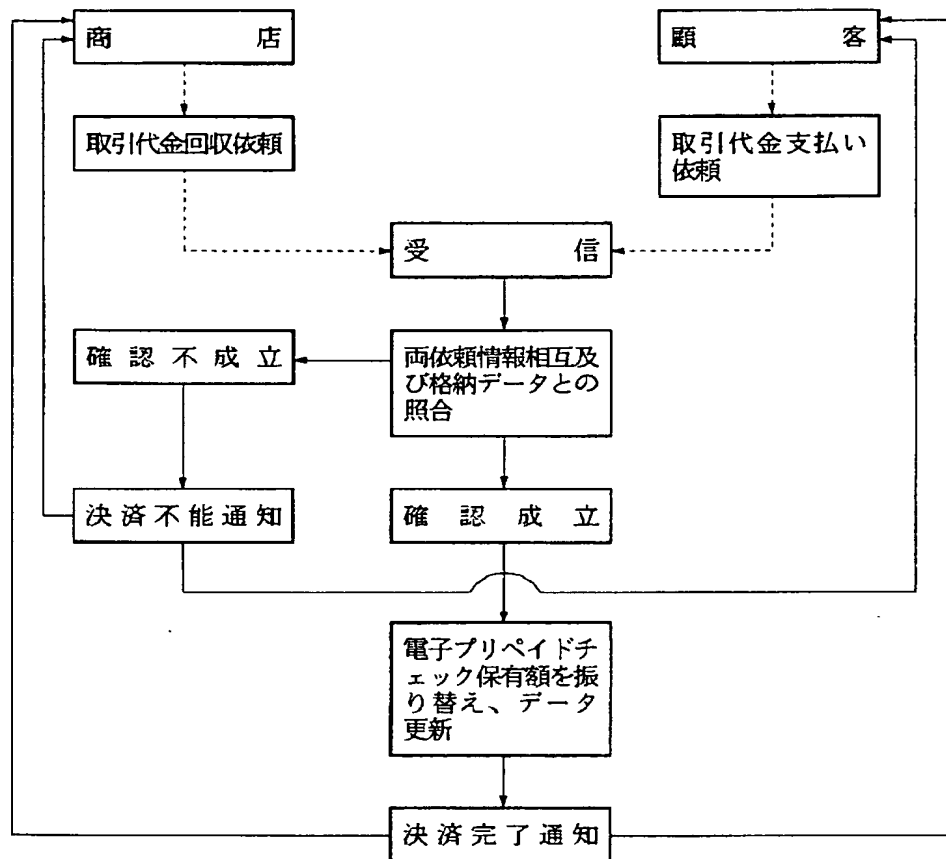 商店
顧客
取引代金回収依頼
取引代金支払い
依頼
受信
確認不成立
両依頼情報相互及
び格納データとの
照合
決済不能通知
確認成立
電子プリペイドチ
ェック保有額を振
り替え、データ
更新
決済完了通知